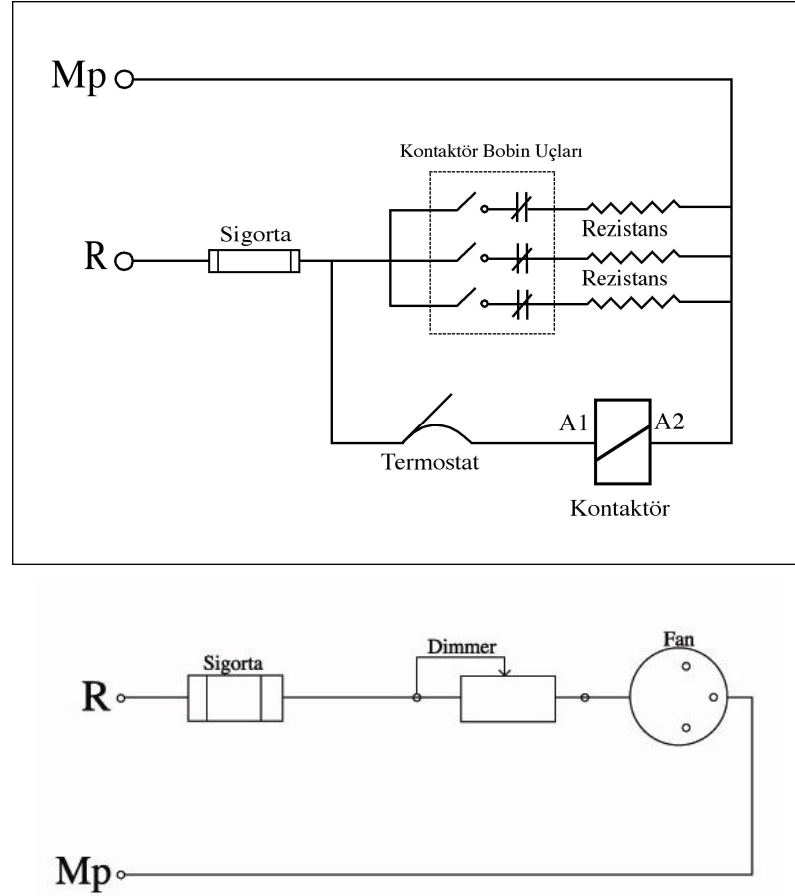 Mp
Kontaktör Bobin Uçları
Rezistans
R
Sigorta
Rezistans
A1
A2
Termostat
Kontaktör
Fan
Dimmer
Sigorta
R
Mp